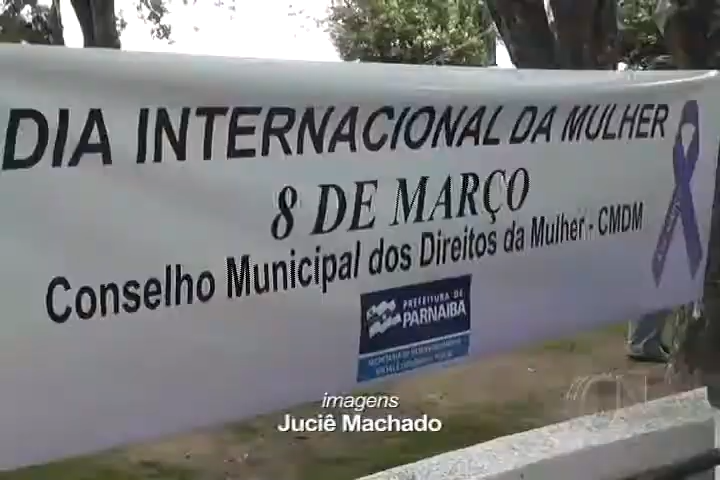 DIA INTERNACIONAL DA MULHER
8 DE MARÇO
Conselho Municipal dos Direitos da Mulher - CMDM
PREFEITURA DE
PARNAIBA
imagens
Juciê Machado